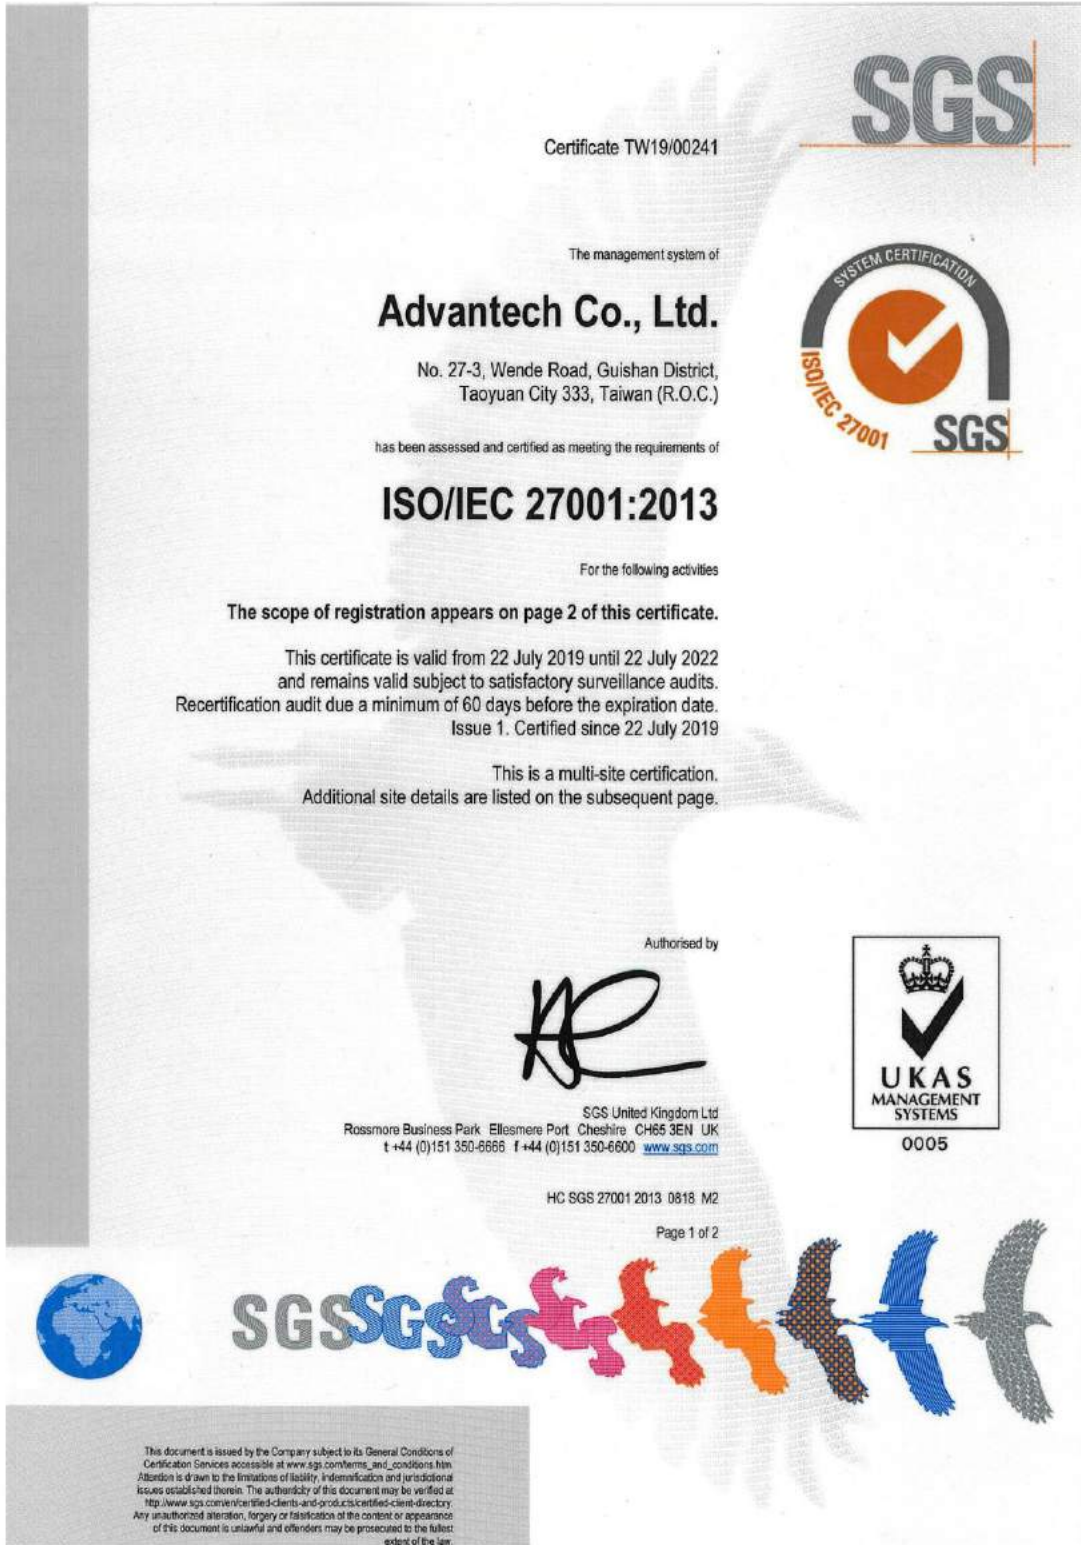 SGS
Certificate TW19/00241
The management system of
Advantech Co., Ltd.
No. 27-3, Wende Road, Guishan District,
Taoyuan City 333, Taiwan (R.O.C.)
has been assessed and certified as meeting the requirements of
ISO/IEC 27001:2013
For the following activities
The scope of registration appears on page 2 of this certificate.
This certificate is valid from 22 July 2019 until 22 July 2022
and remains valid subject to satisfactory surveillance audits.
Recertification audit due a minimum of 60 days before the expiration date.
Issue 1. Certified since 22 July 2019
This is a multi-site certification.
Additional site details are listed on the subsequent page.
SYSTEM CERTIFICATION
ISO/IEC 27001
SGS
Authorised by
SGS United Kingdom Ltd
Rossmore Business Park Ellesmere Port Cheshire CH65 3EN UK
t +44 (0)151 350-6666 f +44 (0)151 350-6600 www.sgs.com
HC SGS 27001 2013 0818 M2
Page 1 of 2
UKAS
MANAGEMENT
SYSTEMS
0005
SGSSGSSGS
This document is issued by the Company subject to its General Conditions of
Certification Services accessible at www.sgs.com/terms_and_conditions.htm.
Attention is drawn to the limitations of liability, indemnification and jurisdictional
issues established therein. The authenticity of this document may be verified at
http://www.sgs.com/en/certified-clients-and-products/certified-client-directory.
Any unauthorized alteration, forgery or falsification of the content or appearance
of this document is unlawful and offenders may be prosecuted to the fullest
extent of the law.